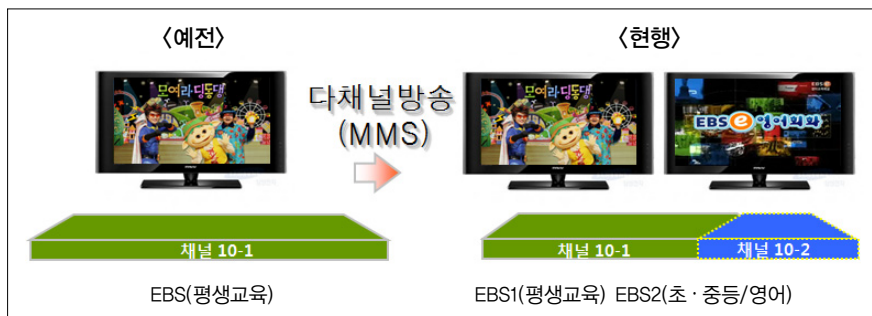 〈예전〉
모여라 딩동댕
채널 10-1
EBS(평생교육)
다채널방송
(MMS)
〈현행〉
모여라 딩동댕
EBS e 영어회화
채널 10-1
채널 10-2
EBS1(평생교육) EBS2(초 · 중등/영어)